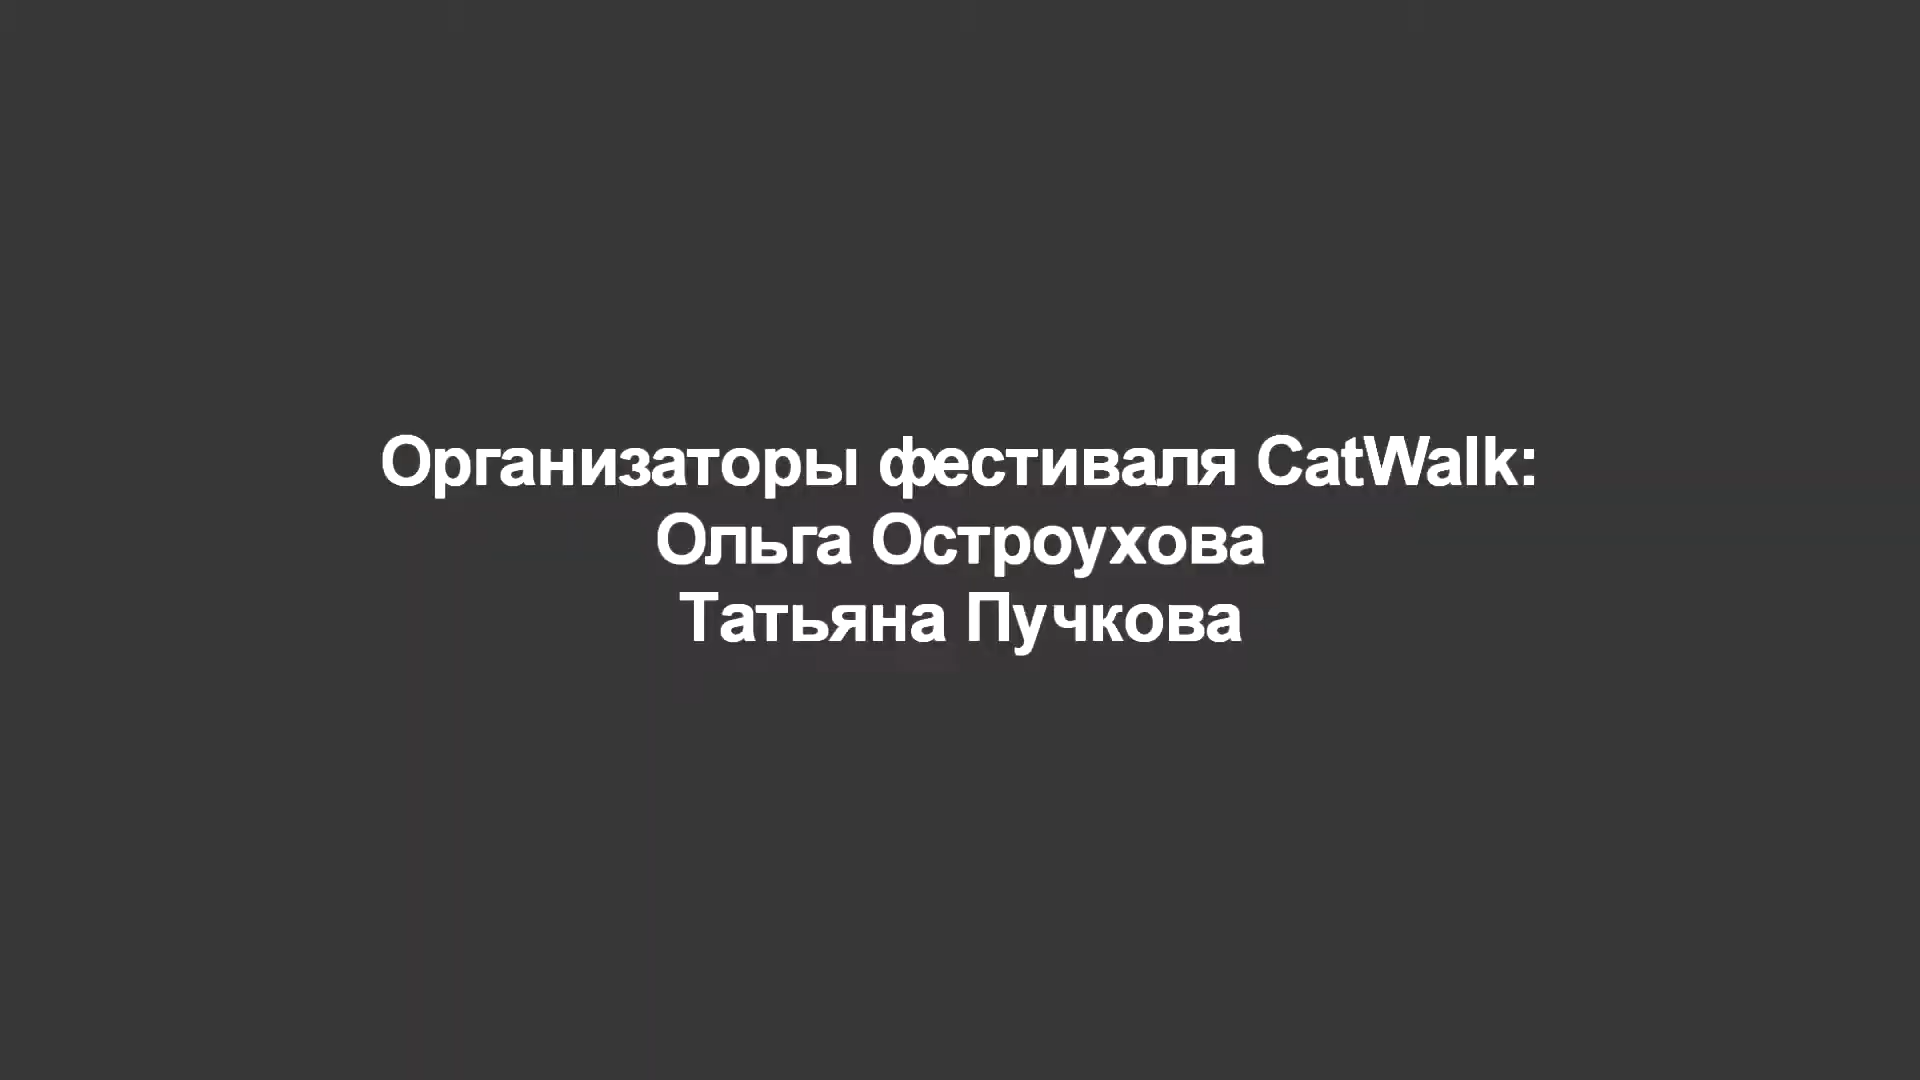 Организаторы фестиваля CatWalk:
Ольга Остроухова
Татьяна Пучкова